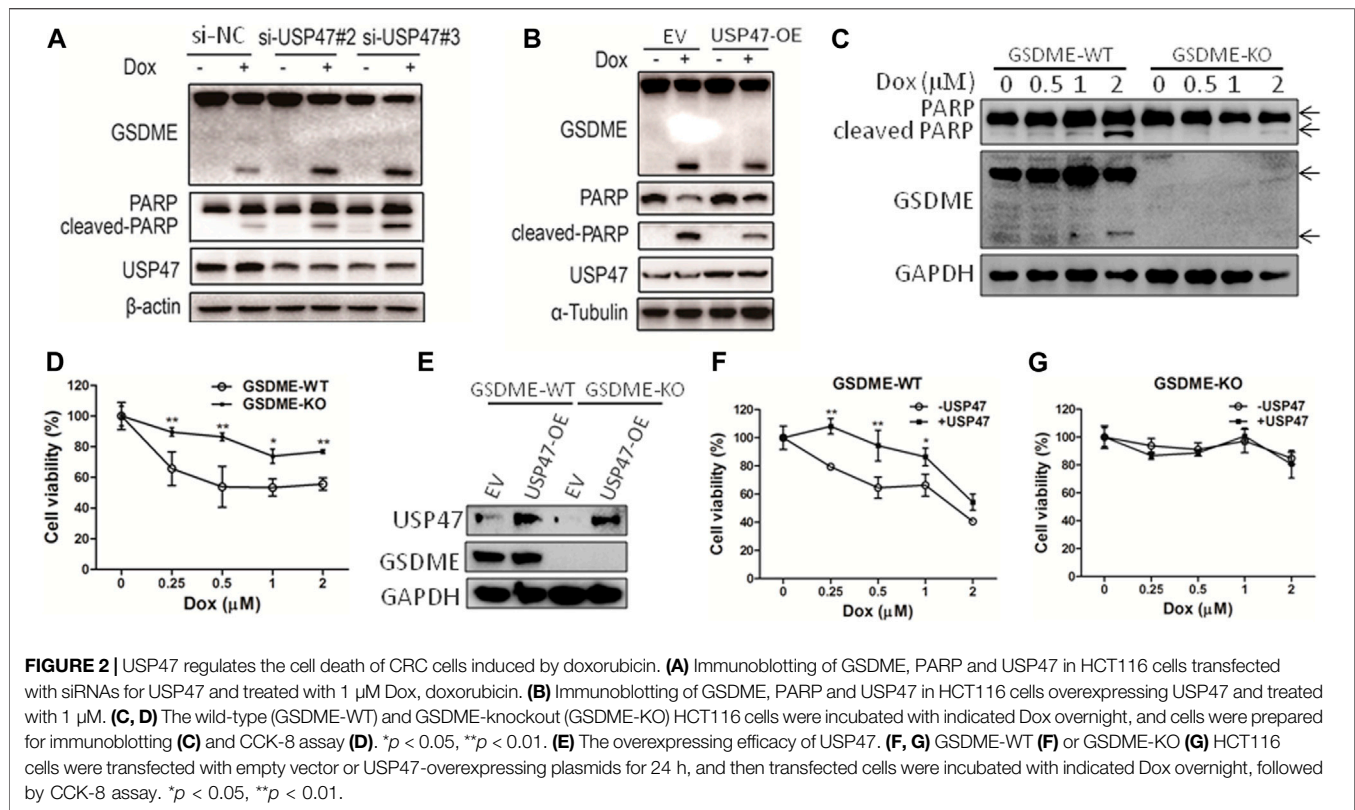 A
si-NC si-USP47#2 si-USP47#3
Dox - + - + - +
GSDME
PARP
cleaved-PARP
USP47
β-actin
B
EV USP47-OE
Dox - + - +
GSDME
PARP
cleaved-PARP
USP47
α-Tubulin
C
GSDME-WT GSDME-KO
Dox (μM) 0 0.5 1 2 0 0.5 1 2
PARP
cleaved PARP
GSDME
GAPDH
D
GSDME-WT
GSDME-KO
Cell viability (%)
120
100
80
60
40
20
0
** ** * **
0 0.25 0.5 1 2
Dox (μM)
E
GSDME-WT GSDME-KO
EV USP47-OE EV USP47-OE
USP47
GSDME
GAPDH
F
GSDME-WT
-USP47
+USP47
Cell viability (%)
120
100
80
60
40
20
0
** ** *
0 0.25 0.5 1 2
Dox (μM)
G
GSDME-KO
-USP47
+USP47
Cell viability (%)
120
100
80
60
40
20
0
0 0.25 0.5 1 2
Dox (μM)
FIGURE 2 | USP47 regulates the cell death of CRC cells induced by doxorubicin. (A) Immunoblotting of GSDME, PARP and USP47 in HCT116 cells transfected
with siRNAs for USP47 and treated with 1 μM Dox, doxorubicin. (B) Immunoblotting of GSDME, PARP and USP47 in HCT116 cells overexpressing USP47 and treated
with 1 μM. (C, D) The wild-type (GSDME-WT) and GSDME-knockout (GSDME-KO) HCT116 cells were incubated with indicated Dox overnight, and cells were prepared
for immunoblotting (C) and CCK-8 assay (D). *p < 0.05, **p < 0.01. (E) The overexpressing efficacy of USP47. (F, G) GSDME-WT (F) or GSDME-KO (G) HCT116
cells were transfected with empty vector or USP47-overexpressing plasmids for 24 h, and then transfected cells were incubated with indicated Dox overnight, followed
by CCK-8 assay. *p < 0.05, **p < 0.01.